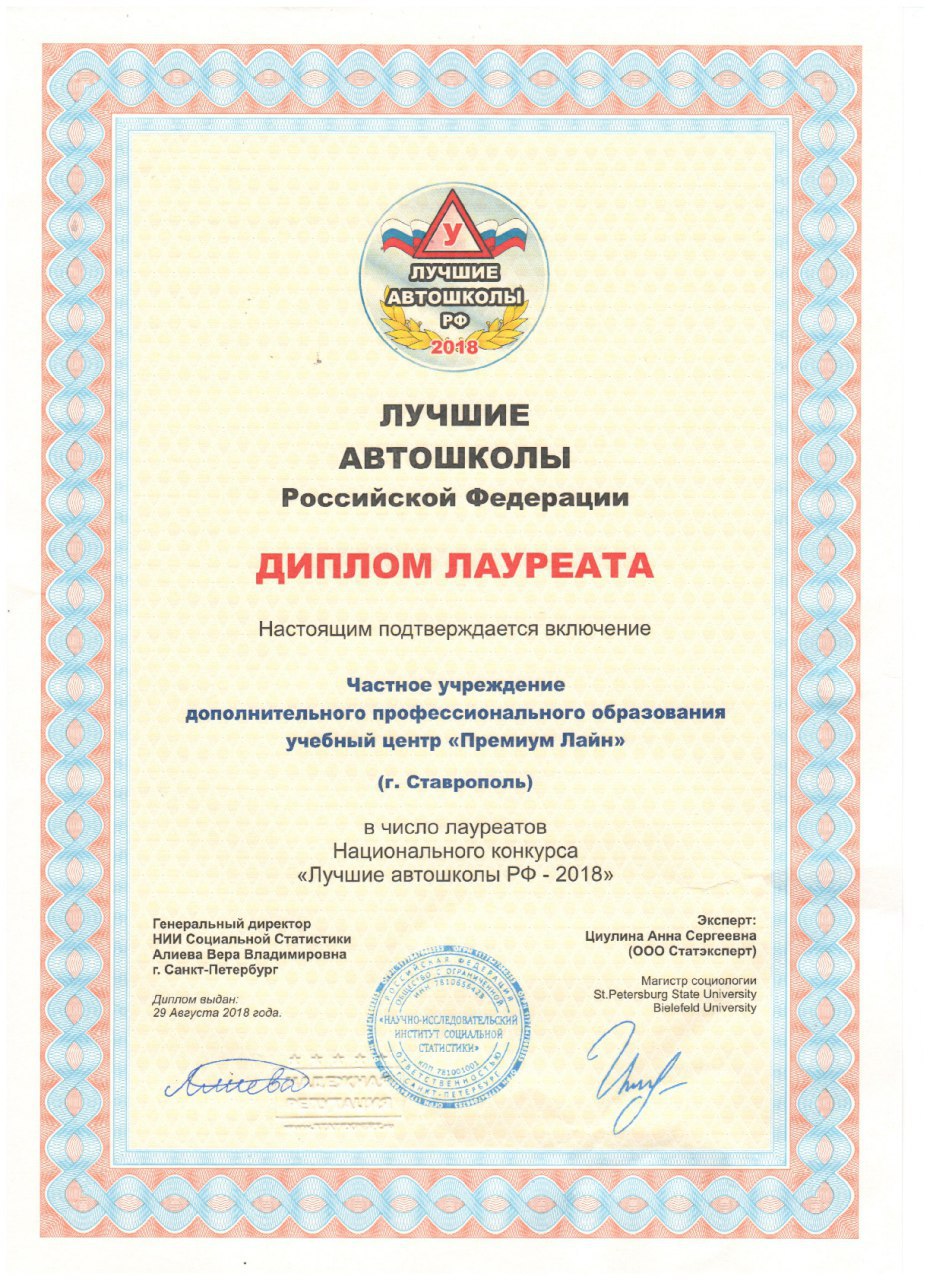 У
ЛУЧШИЕ
АВТОШКОЛЫ
РФ
2018
ЛУЧШИЕ
АВТОШКОЛЫ
Российской Федерации
ДИПЛОМ ЛАУРЕАТА
Настоящим подтверждается включение
Частное учреждение
дополнительного профессионального образования
учебный центр «Премиум Лайн»
(г. Ставрополь)
в число лауреатов
Национального конкурса
«Лучшие автошколы РФ - 2018»
Генеральный директор
НИИ Социальной Статистики
Алиева Вера Владимировна
г. Санкт-Петербург
Диплом выдан:
29 Августа 2018 года.
Эксперт:
Циулина Анна Сергеевна
(ООО Статэксперт)
Магистр социологии
St.Petersburg State University
Bielefeld University
Алиева
РОССИЙСКАЯ ФЕДЕРАЦИЯ
ОБЩЕСТВО С ОГРАНИЧЕННОЙ
«НАУЧНО-ИССЛЕДОВАТЕЛЬСКИЙ
ИНСТИТУТ СОЦИАЛЬНОЙ
СТАТИСТИКИ»
КПП 781001001
ОТВЕТСТВЕННОСТЬЮ
Г. САНКТ-ПЕТЕРБУРГ